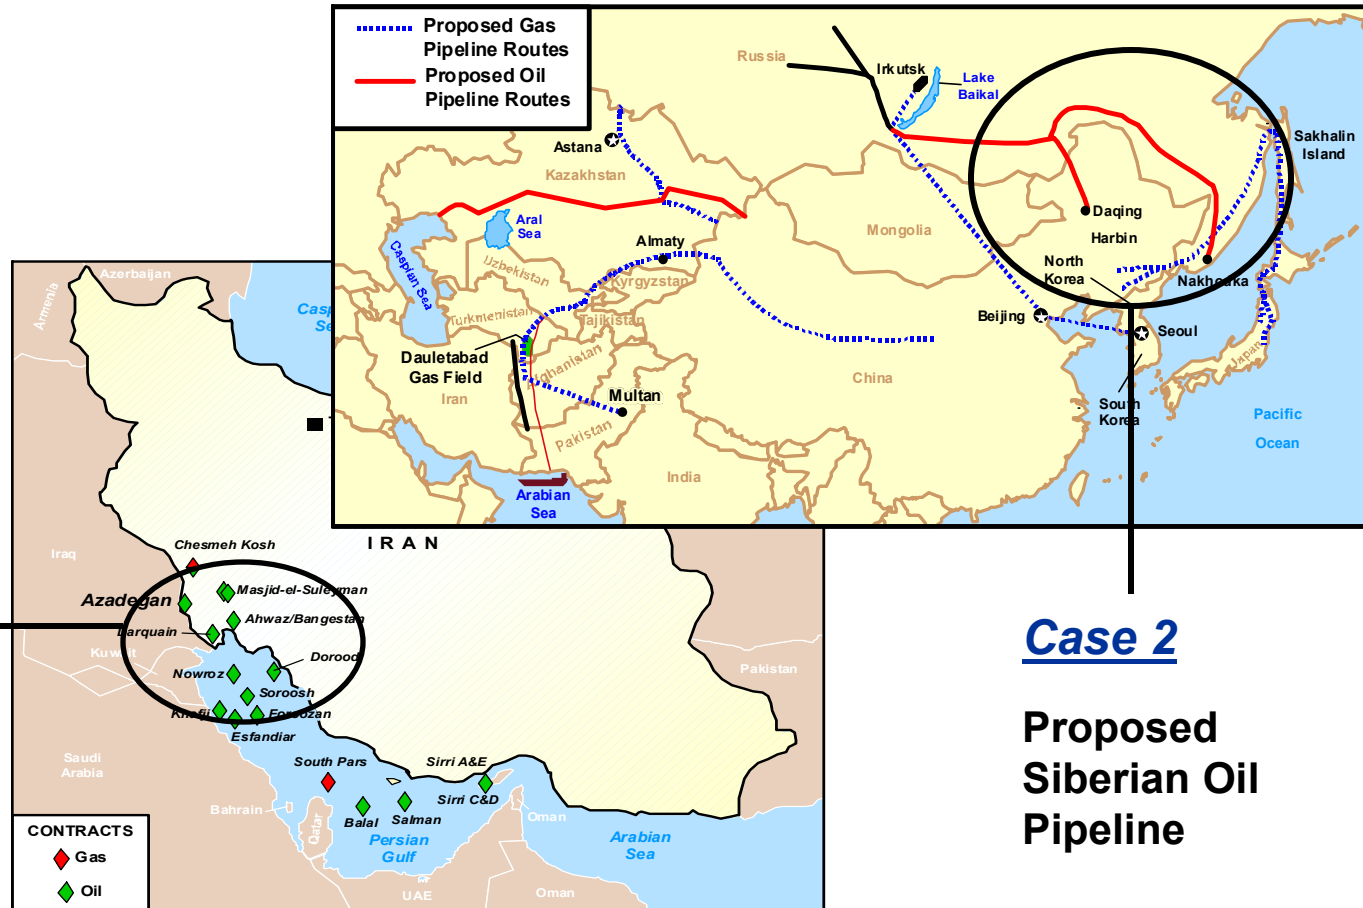 Proposed Gas
Pipeline Routes
Proposed Oil
Pipeline Routes
Russia
Irkutsk
Lake
Baikal
Sakhalin
Island
Astana
Kazakhstan
Aral
Sea
Caspian Sea
Uzbekistan
Almaty
Kyrgyzstan
Turkmenistan
Tajikistan
Mongolia
Daqing
Harbin
North
Korea
Nakhodka
Beijing
Seoul
Japan
South
Korea
Dauletabad
Gas Field
Afghanistan
Iran
Multan
Pakistan
China
India
Arabian
Sea
Pacific
Ocean
Azerbaijan
Armenia
IRAN
Iraq
Chesmeh Kosh
Masjid-el-Suleyman
Azadegan
Ahwaz/Bangestan
Darquain
Kuwait
Dorood
Nowroz
Soroosh
Khafji
Foroozan
Esfandiar
Pakistan
Saudi
Arabia
South Pars
Sirri A&E
Sirri C&D
Bahrain
Qatar
Balal
Salman
Oman
Persian
Gulf
Arabian
Sea
UAE
Oman
CONTRACTS
Gas
Oil
Case 2
Proposed
Siberian Oil
Pipeline